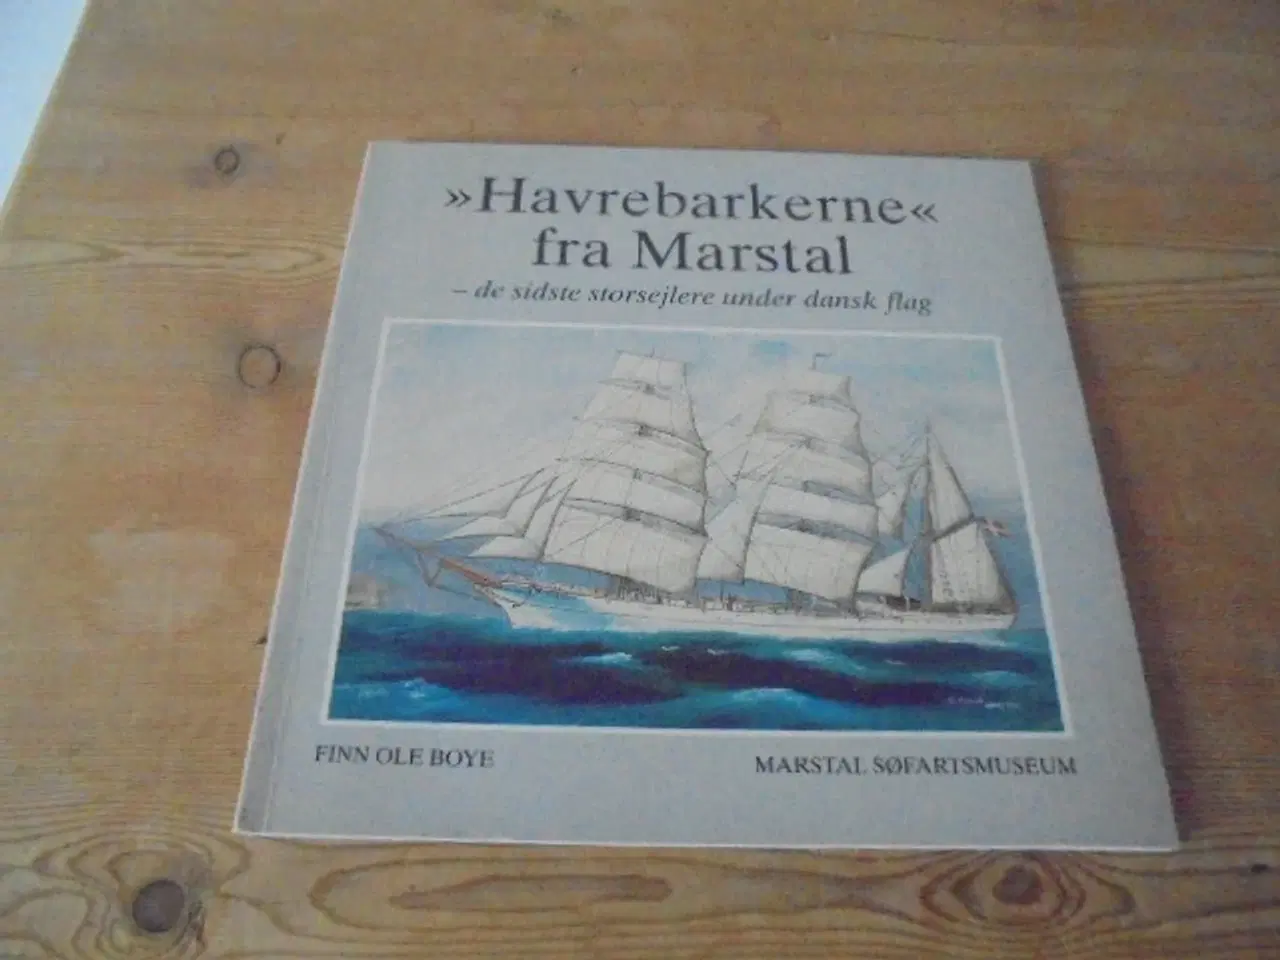 »Havrebarkerne«
fra Marstal
– de sidste storsejlere under dansk flag
FINN OLE BOYE
MARSTAL SØFARTSMUSEUM